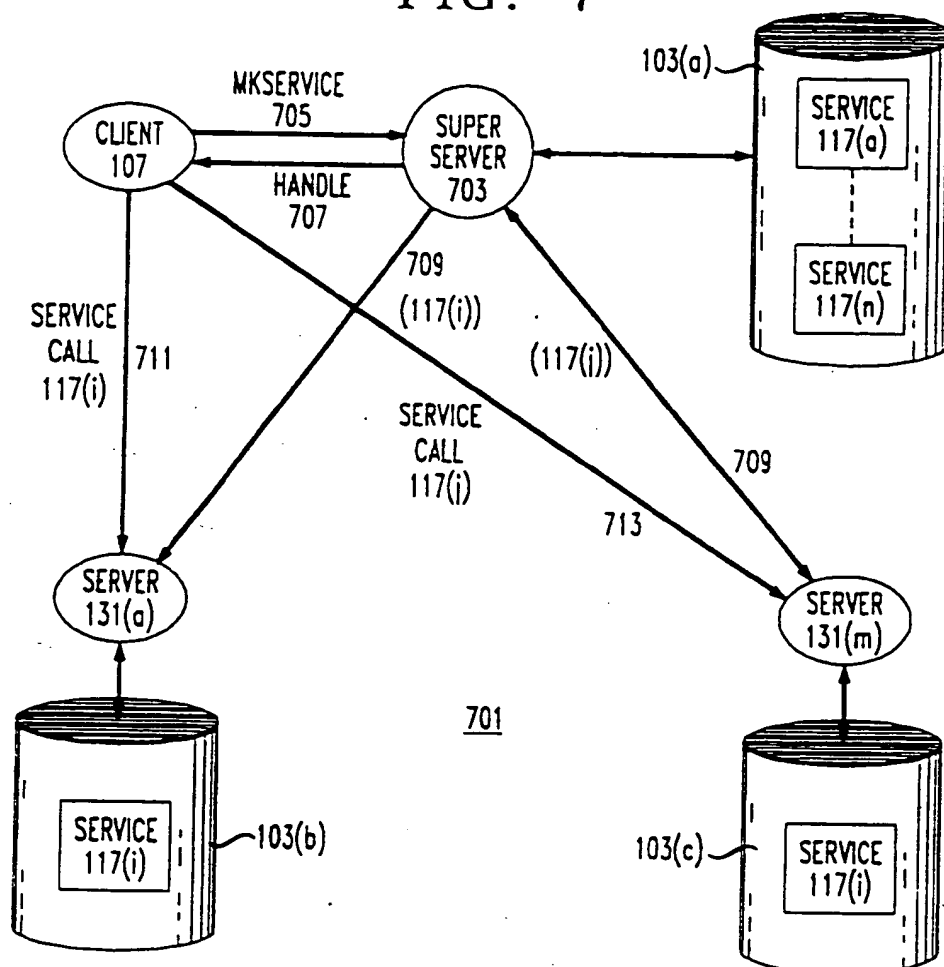 FIG. 7
103(a)
MKSERVICE
705
CLIENT
107
SUPER
SERVER
703
HANDLE
707
SERVICE
117(a)
SERVICE
117(n)
709
(117(i))
SERVICE
CALL
117(i)
711
(117(j))
SERVICE
CALL
117(j)
709
713
SERVER
131(a)
SERVER
131(m)
701
SERVICE
117(i)
103(b)
103(c)
SERVICE
117(i)